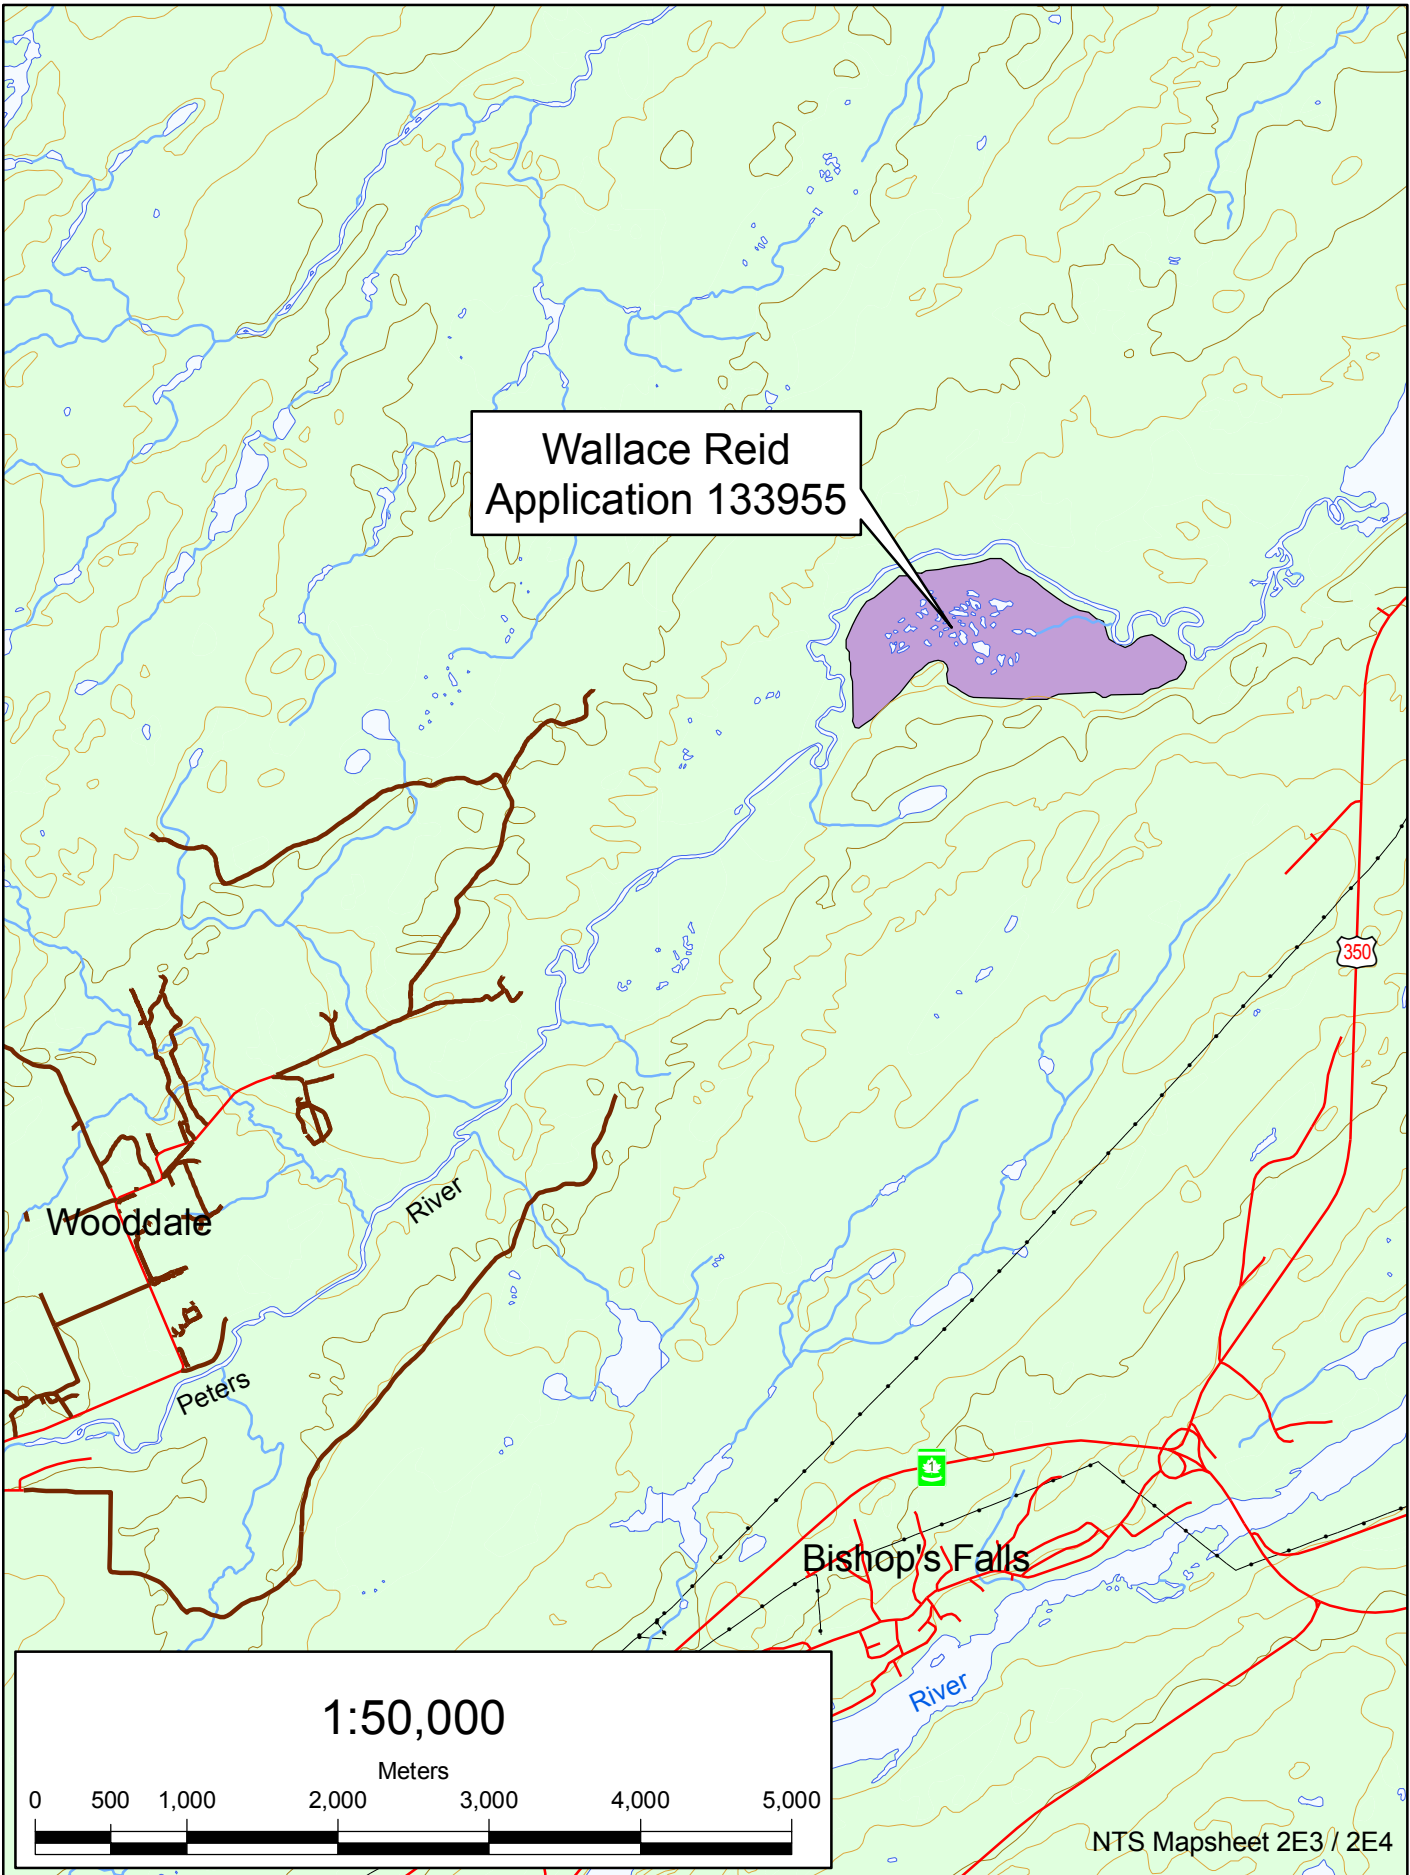 Wallace Reid
Application 133955
350
River
Wooddale
Peters
1
Bishop's Falls
River
1:50,000
Meters
0 500 1,000 2,000 3,000 4,000 5,000
NTS Mapsheet 2E3 / 2E4